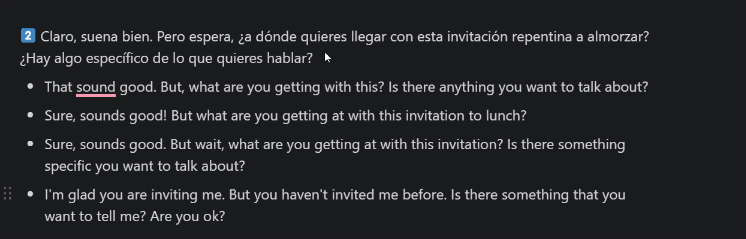 2 Claro, suena bien. Pero espera, ¿a dónde quieres llegar con esta invitación repentina a almorzar?
¿Hay algo específico de lo que quieres hablar?
• That sound good. But, what are you getting with this? Is there anything you want to talk about?
• Sure, sounds good! But what are you getting at with this invitation to lunch?
• Sure, sounds good. But wait, what are you getting at with this invitation? Is there something
specific you want to talk about?
• I'm glad you are inviting me. But you haven't invited me before. Is there something that you
want to tell me? Are you ok?